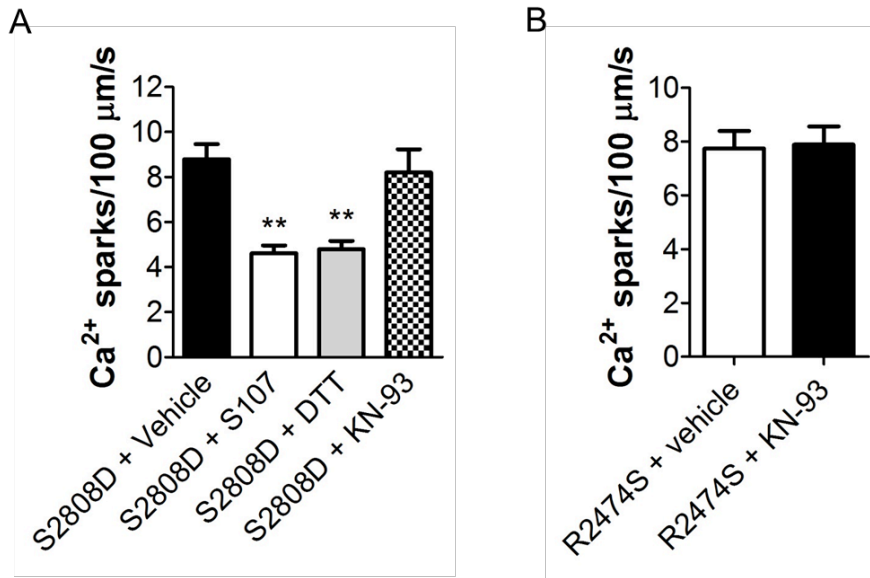 A
Ca²⁺ sparks/100 μm/s
12
10
8
6
4
2
0
**
**
S2808D + Vehicle
S2808D + S107
S2808D + DTT
S2808D + KN-93
B
Ca²⁺ sparks/100 μm/s
10
8
6
4
2
0
R2474S + vehicle
R2474S + KN-93